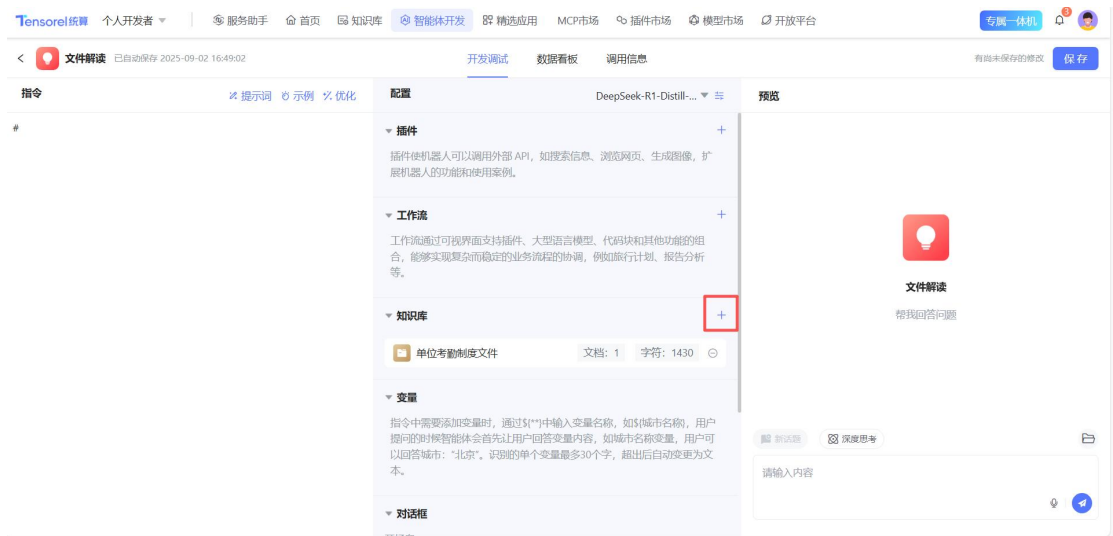 Tensorel统算 个人开发者 服务助手 首页 知识库 智能体开发 精选应用 MCP市场 插件市场 模型市场 开放平台 专属一体机 3
文件解读 已自动保存 2025-09-02 16:49:02 开发调试 数据看板 调用信息 有尚未保存的修改 保存
指令 提示词 示例 优化
#
配置 DeepSeek-R1-Distill-...
插件
插件使机器人可以调用外部 API，如搜索信息、浏览网页、生成图像，扩
展机器人的功能和使用案例。
工作流
工作流通过可视界面支持插件、大型语言模型、代码块和其他功能的组
合，能够实现复杂而稳定的业务流程的协调，例如旅行计划、报告分析
等。
知识库
单位考勤制度文件 文档：1 字符：1430
变量
指令中需要添加变量时，通过${**}中输入变量名称，如${城市名称}，用户
提问的时候智能体会首先让用户回答变量内容，如城市名称变量，用户可
以回答城市："北京"。识别的单个变量最多30个字，超出后自动变更为文
本。
对话框
预览
文件解读
帮我回答问题
新话题 深度思考
请输入内容